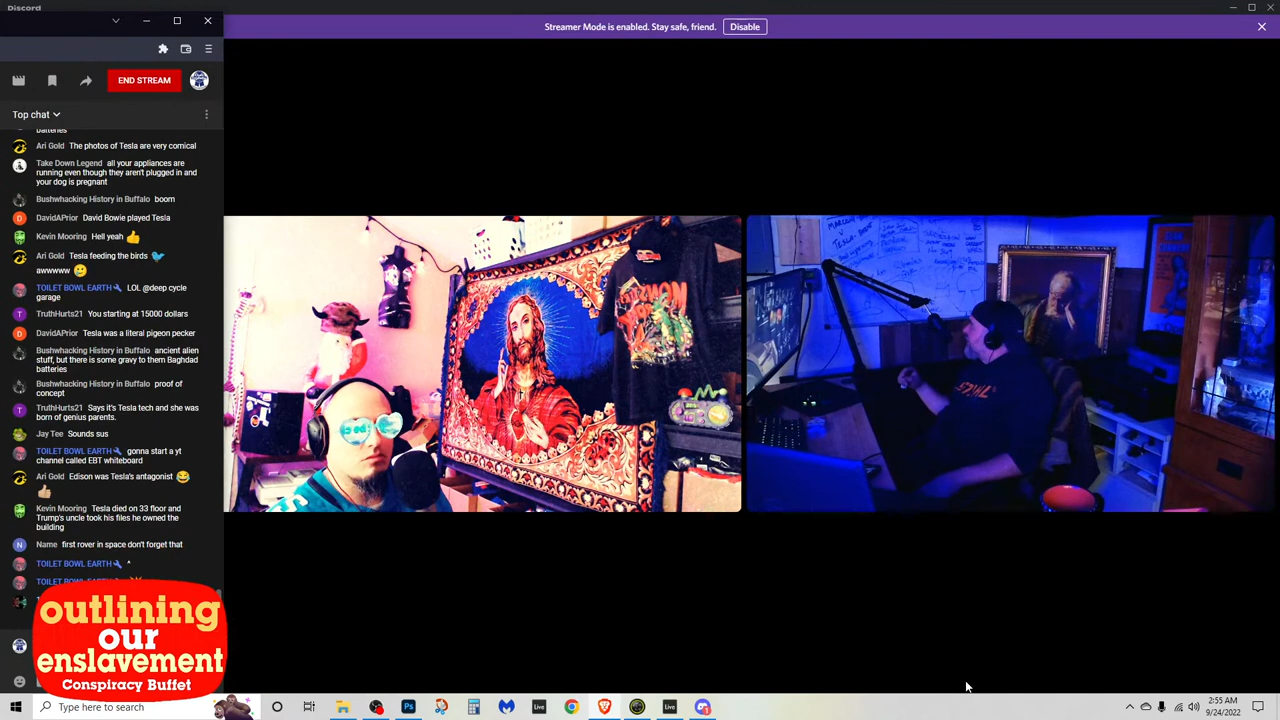 Discord
Streamer Mode is enabled. Stay safe, friend.
Disable
END STREAM
Top chat
batteries
Ari Gold The photos of Tesla are very comical
Take Down Legend all your appliances are
running even though they aren't plugged in and
your dog is pregnant
Bushwhacking History in Buffalo boom
DavidAPrior David Bowie played Tesla
Kevin Mooring Hell yeah 👍
Ari Gold Tesla feeding the birds 🐦
awwwww 🙂
TOILET BOWL EARTH LOL @deep cycle
garage
TruthHurts21 You starting at 15000 dollars
DavidAPrior Tesla was a literal pigeon pecker
Bushwhacking History in Buffalo ancient alien
stuff, but there is some gravy to them Baghdad
batteries
Bushwhacking History in Buffalo proof of
concept
TruthHurts21 Says it's Tesla tech and she was
born of genius parents.
Jay Tee Sounds sus
TOILET BOWL EARTH gonna start a yt
channel called EBT whiteboard
Ari Gold Edison was Tesla's antagonist 😂
👍
Kevin Mooring Tesla died on 33 floor and
Trump's uncle took his files he owned the
building
Name first rover in space don't forget that
TOILET BOWL EARTH ^
TOILET BOWL EARTH
outlining
our
enslavement
Conspiracy Buffet
Type here to search
Live
Live
2:55 AM
9/24/2022